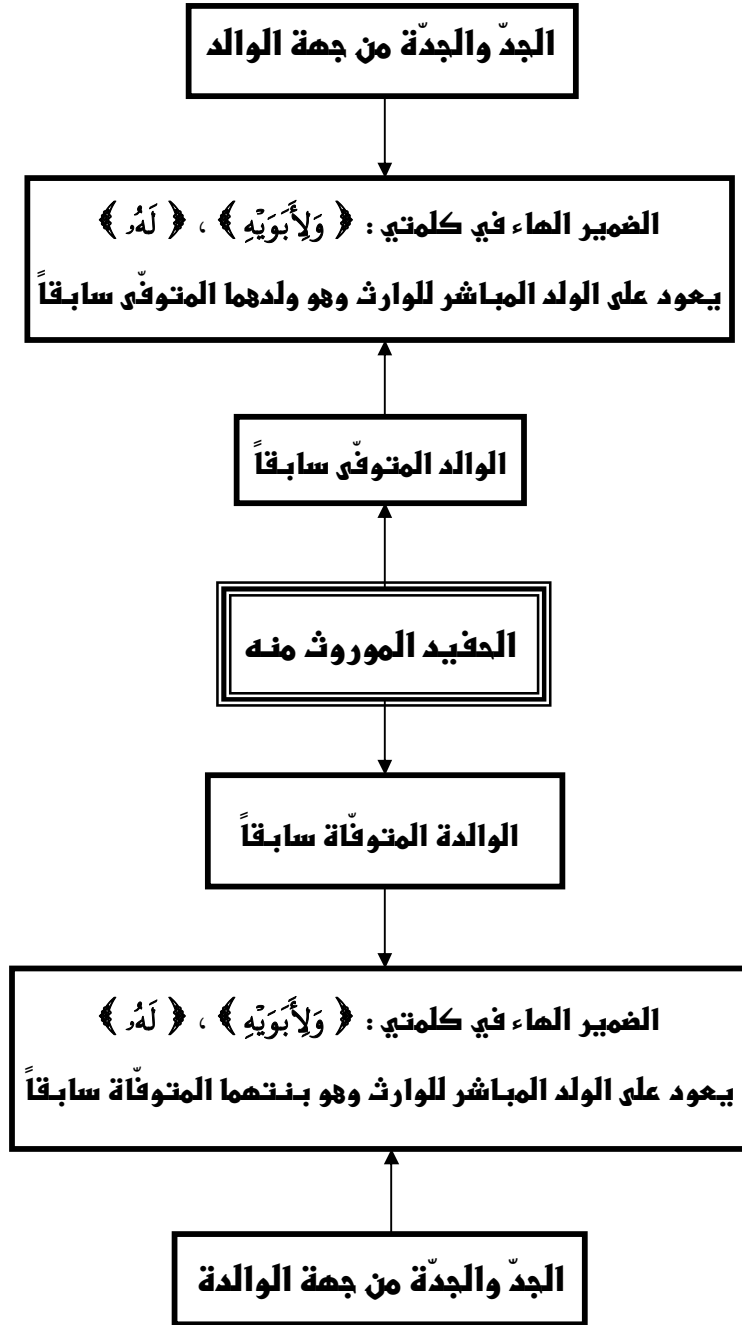 الجدّ والجدّة من جهة الوالد
الضمير الهاء في كلمتي : ﴿ وَلِأَبَوَيْهِ ﴾ ، ﴿ لَهُۥ ﴾
يعود على الولد المباشر للوارث وهو ولدهما المتوفّى سابقاً
الوالد المتوفّى سابقاً
الحفيد الموروث منه
الوالدة المتوفّاة سابقاً
الضمير الهاء في كلمتي : ﴿ وَلِأَبَوَيْهِ ﴾ ، ﴿ لَهُۥ ﴾
يعود على الولد المباشر للوارث وهو بنتهما المتوفّاة سابقاً
الجدّ والجدّة من جهة الوالدة